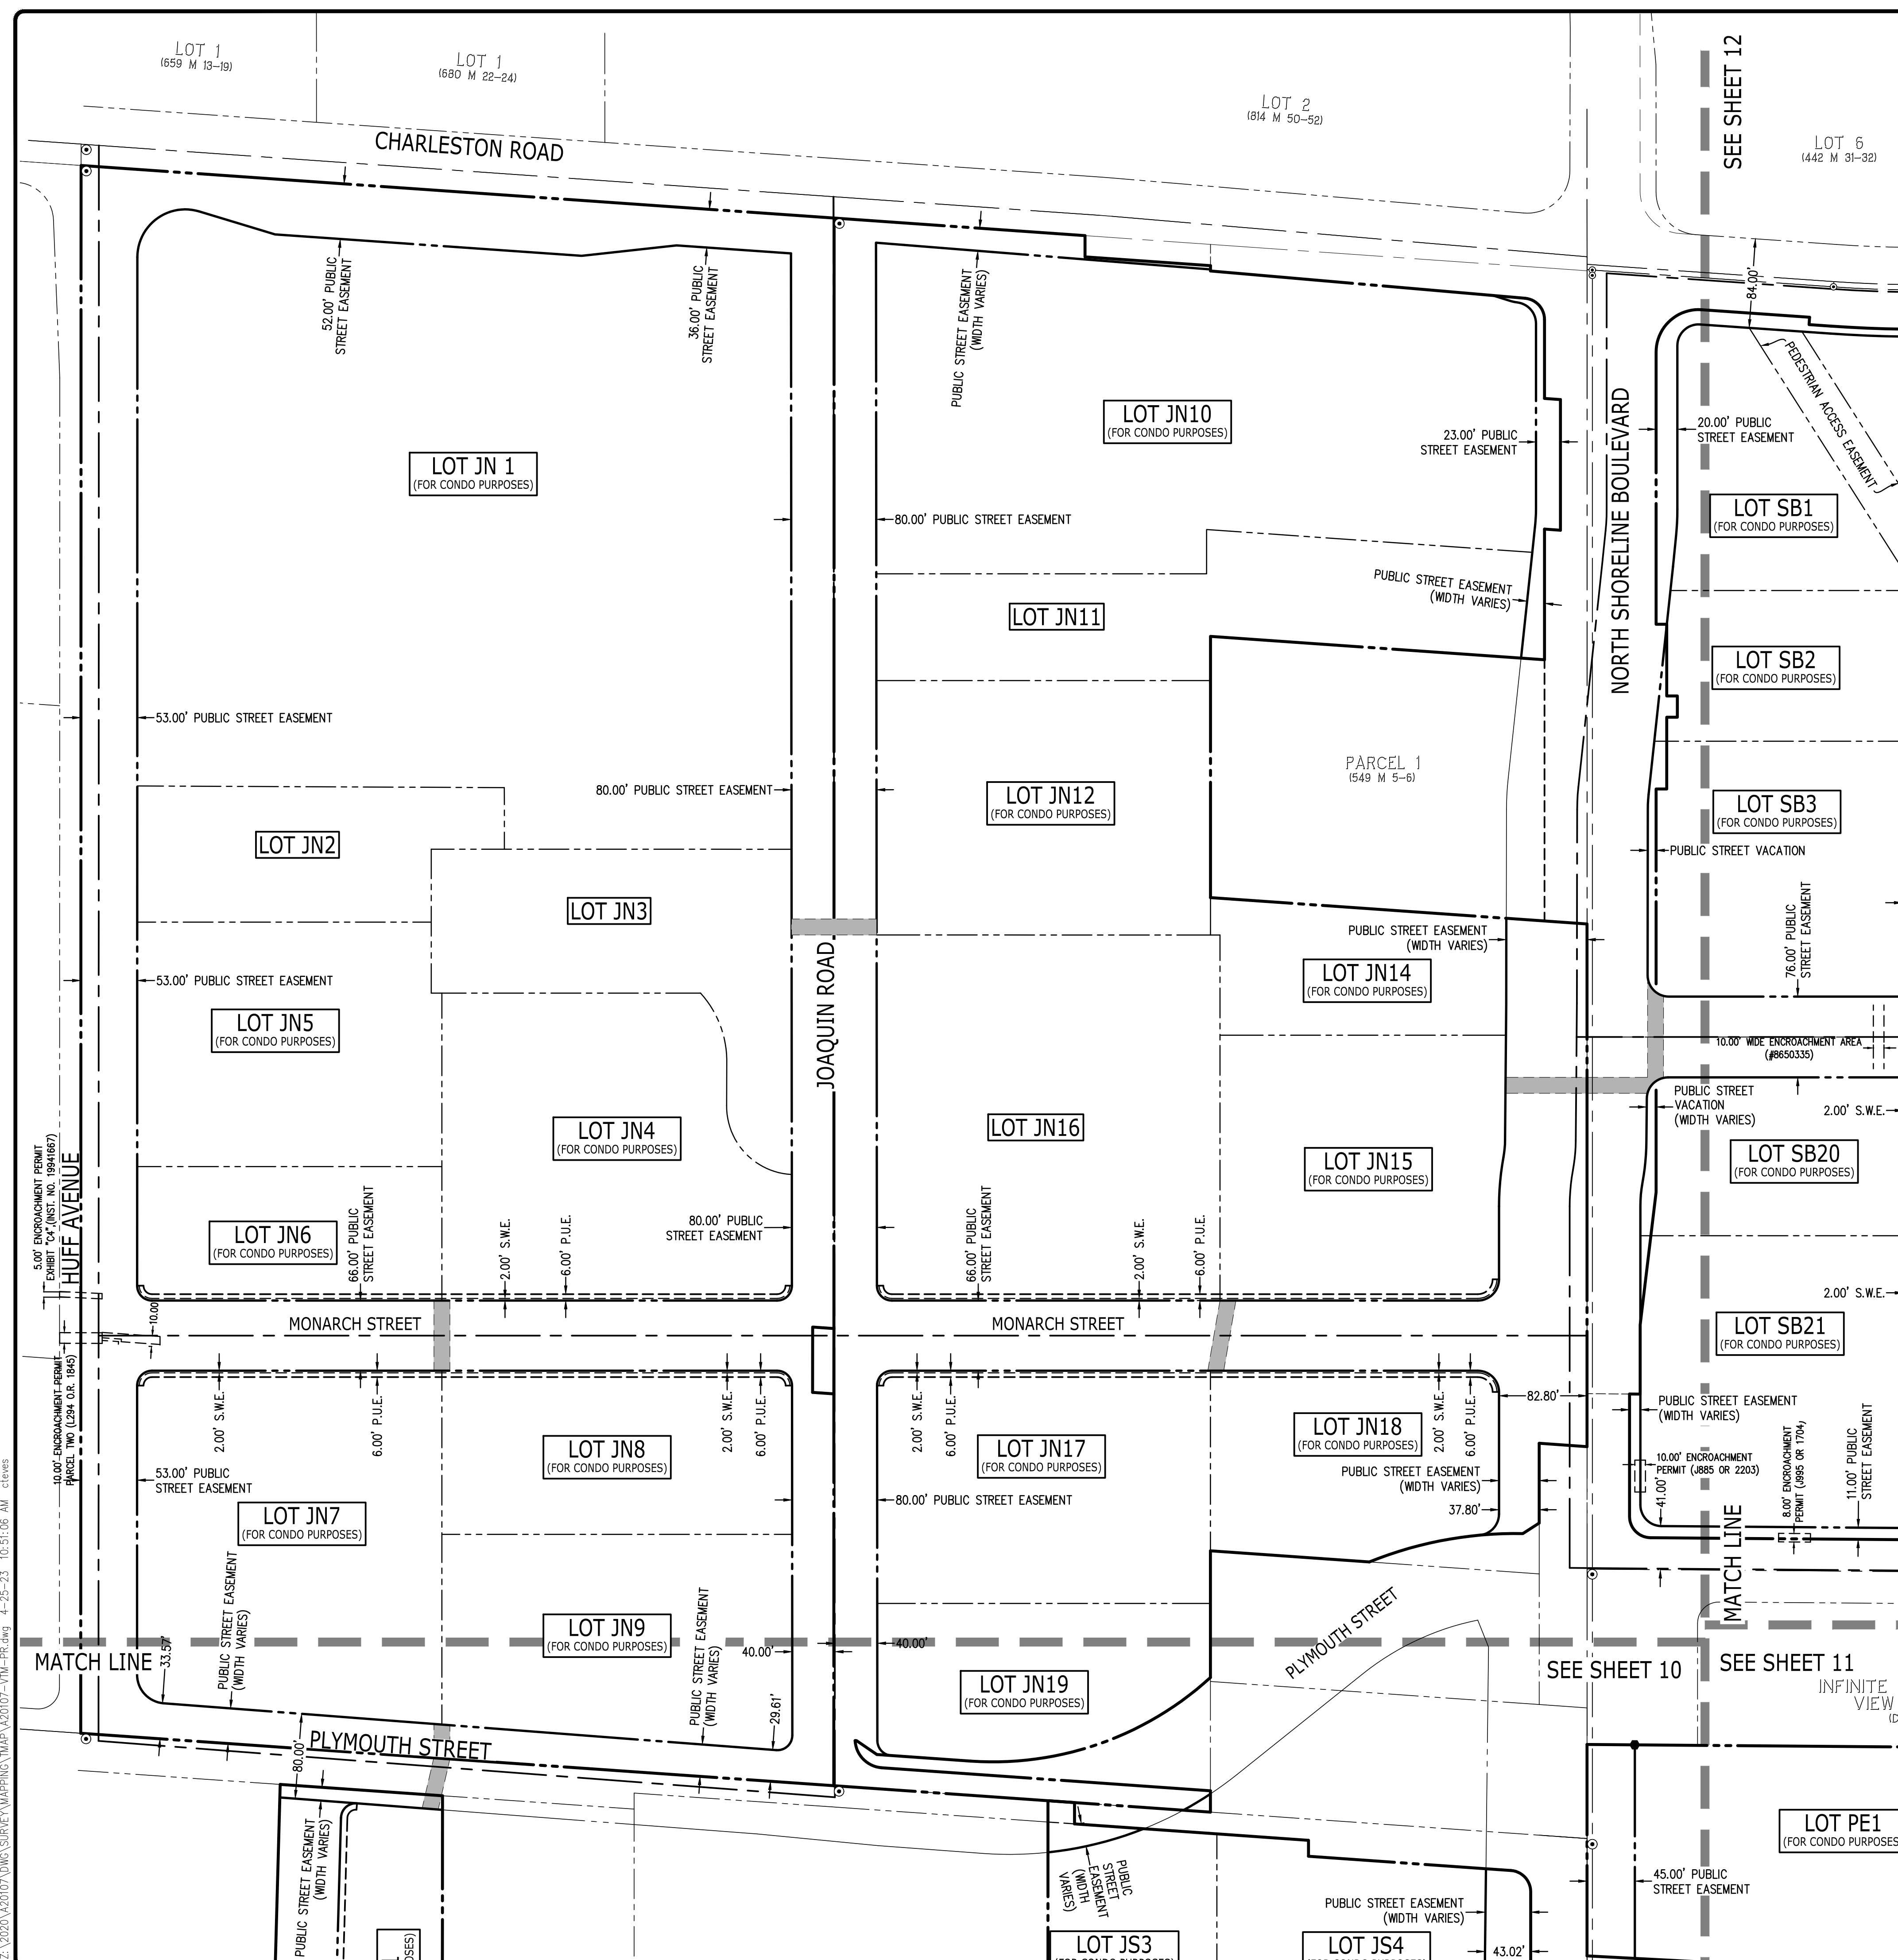 LOT 1
(659 M 13-19)
LOT 1
(680 M 22-24)
LOT 2
(814 M 50-52)
SEE SHEET 12
LOT 6
(442 M 31-32)
CHARLESTON ROAD
52.00' PUBLIC
STREET EASEMENT
36.00' PUBLIC
STREET EASEMENT
PUBLIC STREET EASEMENT
(WIDTH VARIES)
84.00'
PEDESTRIAN ACCESS EASEMENT
LOT JN 1
(FOR CONDO PURPOSES)
LOT JN10
(FOR CONDO PURPOSES)
23.00' PUBLIC
STREET EASEMENT
NORTH SHORELINE BOULEVARD
20.00' PUBLIC
STREET EASEMENT
LOT SB1
(FOR CONDO PURPOSES)
80.00' PUBLIC STREET EASEMENT
PUBLIC STREET EASEMENT
(WIDTH VARIES)
LOT JN11
LOT SB2
(FOR CONDO PURPOSES)
53.00' PUBLIC STREET EASEMENT
80.00' PUBLIC STREET EASEMENT
PARCEL 1
(549 M 5-6)
LOT JN12
(FOR CONDO PURPOSES)
LOT SB3
(FOR CONDO PURPOSES)
LOT JN2
PUBLIC STREET VACATION
LOT JN3
76.00' PUBLIC
STREET EASEMENT
PUBLIC STREET EASEMENT
(WIDTH VARIES)
JOAQUIN ROAD
53.00' PUBLIC STREET EASEMENT
LOT JN14
(FOR CONDO PURPOSES)
LOT JN5
(FOR CONDO PURPOSES)
10.00' WIDE ENCROACHMENT AREA
(#8650335)
PUBLIC STREET
VACATION
(WIDTH VARIES)
2.00' S.W.E.
LOT JN4
(FOR CONDO PURPOSES)
LOT JN16
LOT JN15
(FOR CONDO PURPOSES)
LOT SB20
(FOR CONDO PURPOSES)
5.00' ENCROACHMENT PERMIT
EXHIBIT "C4",(INST. NO. 19941667)
HUFF AVENUE
LOT JN6
(FOR CONDO PURPOSES)
66.00' PUBLIC
STREET EASEMENT
2.00' S.W.E.
6.00' P.U.E.
80.00' PUBLIC
STREET EASEMENT
66.00' PUBLIC
STREET EASEMENT
2.00' S.W.E.
6.00' P.U.E.
2.00' S.W.E.
10.00'
MONARCH STREET
MONARCH STREET
LOT SB21
(FOR CONDO PURPOSES)
10.00' ENCROACHMENT PERMIT
PARCEL TWO (L294 O.R. 1845)
2.00' S.W.E.
6.00' P.U.E.
2.00' S.W.E.
6.00' P.U.E.
2.00' S.W.E.
6.00' P.U.E.
2.00' S.W.E.
6.00' P.U.E.
82.80'
PUBLIC STREET EASEMENT
(WIDTH VARIES)
LOT JN8
(FOR CONDO PURPOSES)
LOT JN17
(FOR CONDO PURPOSES)
LOT JN18
(FOR CONDO PURPOSES)
53.00' PUBLIC
STREET EASEMENT
PUBLIC STREET EASEMENT
(WIDTH VARIES)
37.80'
10.00' ENCROACHMENT
PERMIT (J885 OR 2203)
41.00'
8.00' ENCROACHMENT
PERMIT (J995 OR 1704)
11.00' PUBLIC
STREET EASEMENT
80.00' PUBLIC STREET EASEMENT
LOT JN7
(FOR CONDO PURPOSES)
MATCH LINE
PUBLIC STREET EASEMENT
(WIDTH VARIES)
PUBLIC STREET EASEMENT
(WIDTH VARIES)
LOT JN9
(FOR CONDO PURPOSES)
33.57'
40.00'
40.00'
29.61'
PLYMOUTH STREET
MATCH LINE
SEE SHEET 10
SEE SHEET 11
LOT JN19
(FOR CONDO PURPOSES)
INFINITE
VIEW
(D
PLYMOUTH STREET
80.00'
LOT PE1
(FOR CONDO PURPOSES
PUBLIC STREET EASEMENT
(WIDTH VARIES)
PUBLIC
STREET
EASEMENT
(WIDTH
VARIES)
45.00' PUBLIC
STREET EASEMENT
PUBLIC STREET EASEMENT
(WIDTH VARIES)
LOT JS3
LOT JS4
43.02'
Z:\2020\A20107\DWG\SURVEY\MAPPING\TMAP\A20107-VTM-PR.dwg 4-25-23 10:51:06 AM cteves